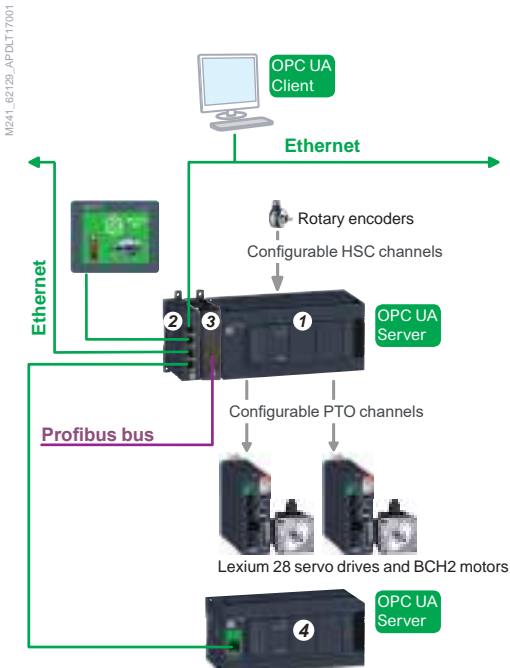 M241_62129_APDLT17001
OPC UA
Client
Ethernet
Rotary encoders
Configurable HSC channels
Ethernet
2
3
1
OPC UA
Server
Configurable PTO channels
Profibus bus
Lexium 28 servo drives and BCH2 motors
OPC UA
Server
4